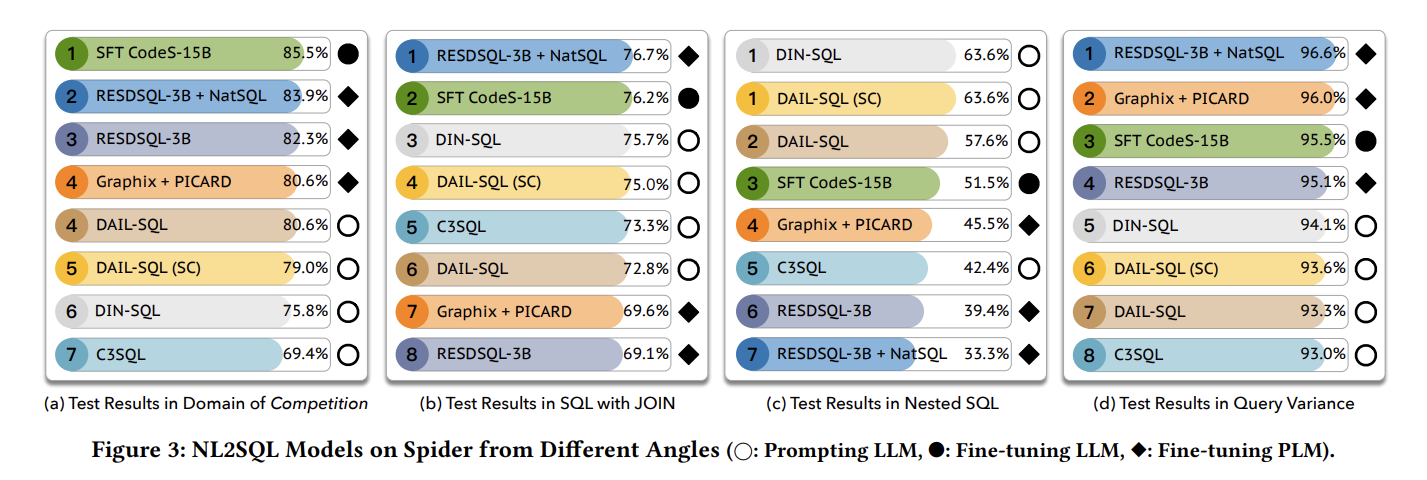 1 SFT CodeS-15B 85.5%
2 RESDSQL-3B + NatSQL 83.9%
3 RESDSQL-3B 82.3%
4 Graphix + PICARD 80.6%
4 DAIL-SQL 80.6%
5 DAIL-SQL (SC) 79.0%
6 DIN-SQL 75.8%
7 C3SQL 69.4%
(a) Test Results in Domain of Competition
1 RESDSQL-3B + NatSQL 76.7%
2 SFT CodeS-15B 76.2%
3 DIN-SQL 75.7%
4 DAIL-SQL (SC) 75.0%
5 C3SQL 73.3%
6 DAIL-SQL 72.8%
7 Graphix + PICARD 69.6%
8 RESDSQL-3B 69.1%
(b) Test Results in SQL with JOIN
1 DIN-SQL 63.6%
1 DAIL-SQL (SC) 63.6%
2 DAIL-SQL 57.6%
3 SFT CodeS-15B 51.5%
4 Graphix + PICARD 45.5%
5 C3SQL 42.4%
6 RESDSQL-3B 39.4%
7 RESDSQL-3B + NatSQL 33.3%
(c) Test Results in Nested SQL
1 RESDSQL-3B + NatSQL 96.6%
2 Graphix + PICARD 96.0%
3 SFT CodeS-15B 95.5%
4 RESDSQL-3B 95.1%
5 DIN-SQL 94.1%
6 DAIL-SQL (SC) 93.6%
7 DAIL-SQL 93.3%
8 C3SQL 93.0%
(d) Test Results in Query Variance
Figure 3: NL2SQL Models on Spider from Different Angles (○: Prompting LLM, ●: Fine-tuning LLM, ◆: Fine-tuning PLM).